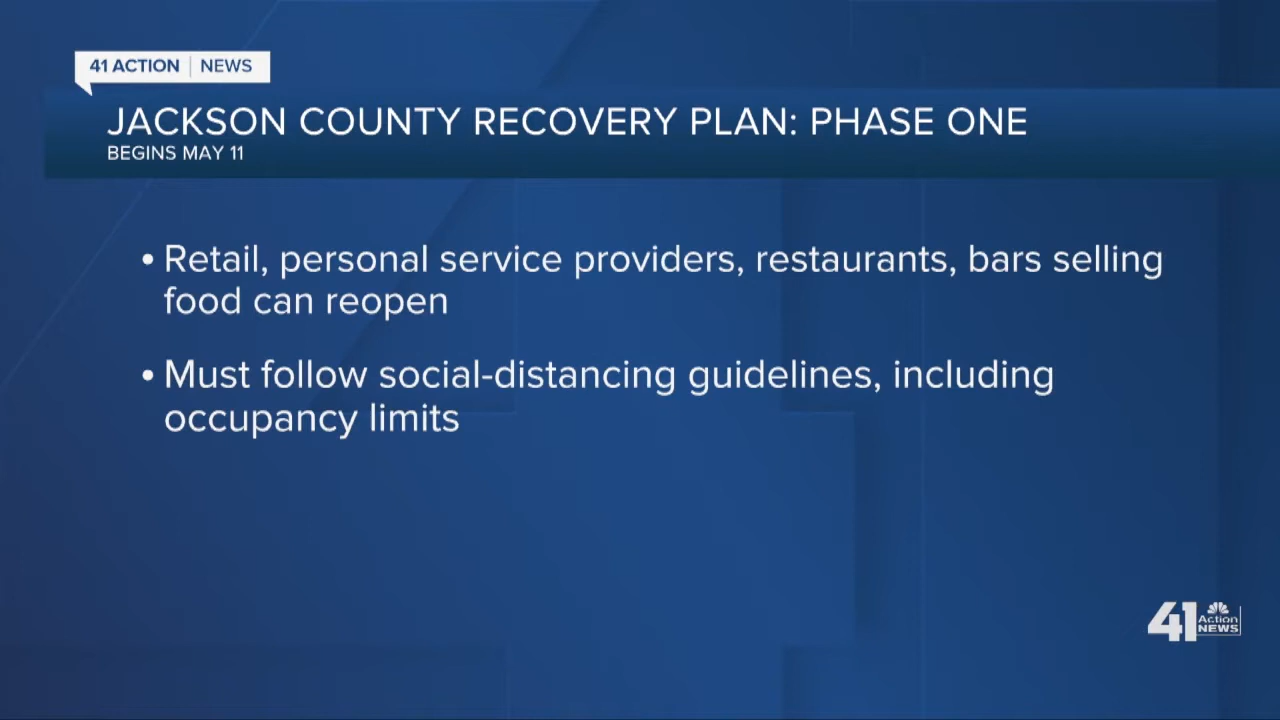 41 ACTION | NEWS
JACKSON COUNTY RECOVERY PLAN: PHASE ONE
BEGINS MAY 11
• Retail, personal service providers, restaurants, bars selling
food can reopen
• Must follow social-distancing guidelines, including
occupancy limits
41 Action
NEWS